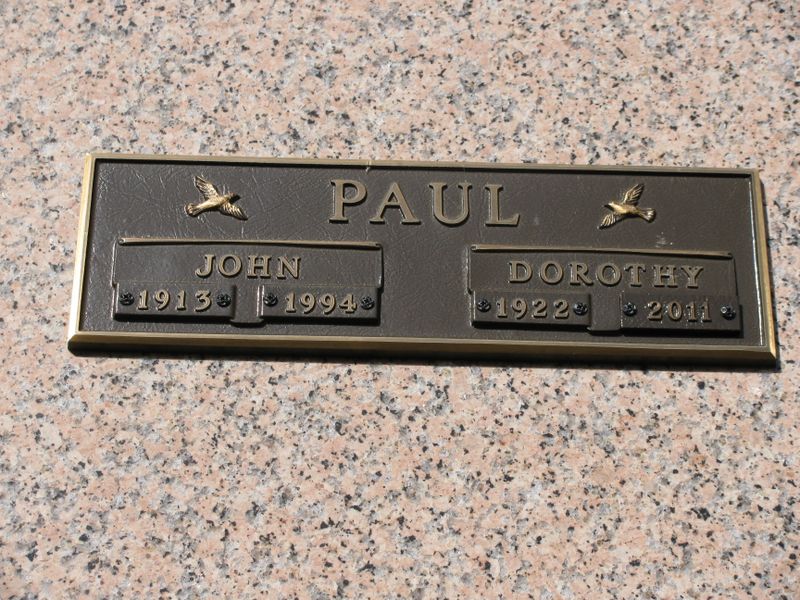 PAUL
JOHN
1913 1994
DOROTHY
1922 2011